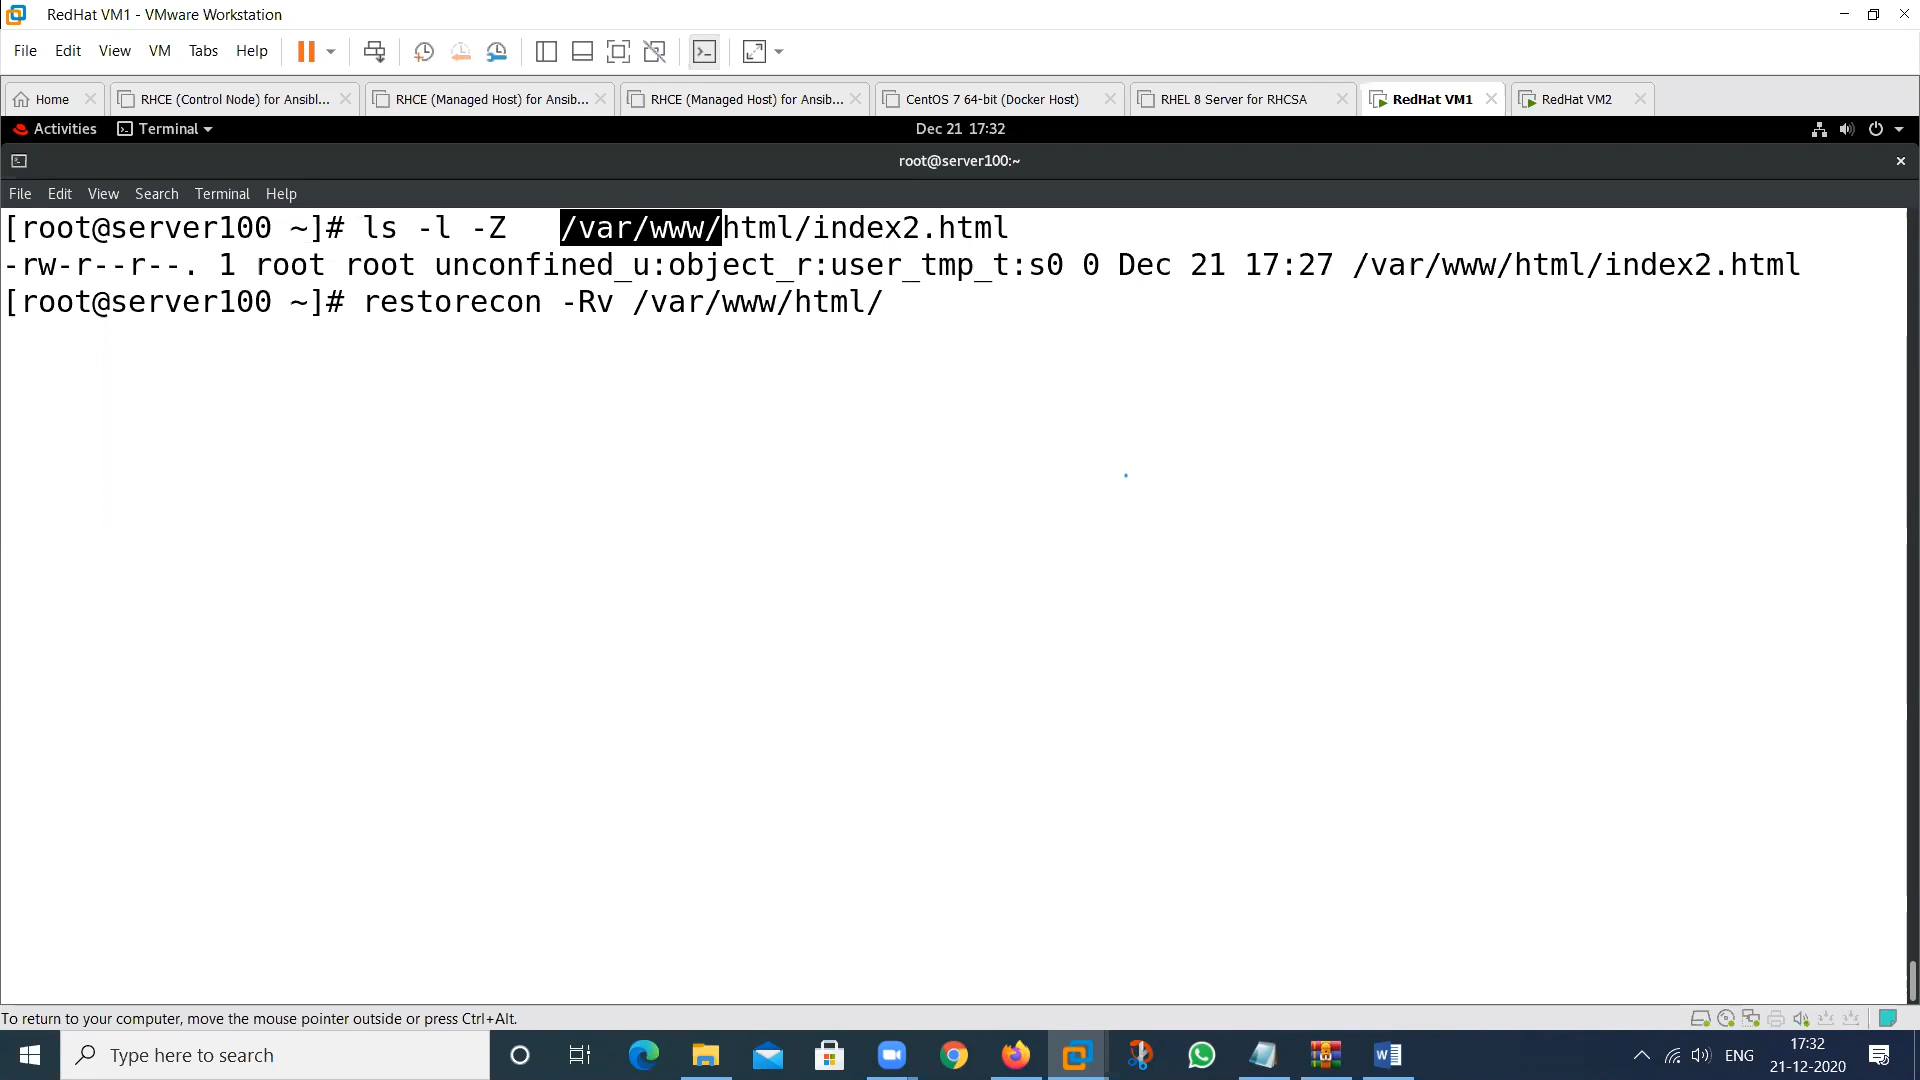 RedHat VM1 - VMware Workstation
File Edit View VM Tabs Help
Home RHCE (Control Node) for Ansibl... RHCE (Managed Host) for Ansib... RHCE (Managed Host) for Ansib... CentOS 7 64-bit (Docker Host) RHEL 8 Server for RHCSA RedHat VM1 RedHat VM2
Activities Terminal Dec 21 17:32
root@server100:~
File Edit View Search Terminal Help
[root@server100 ~]# ls -l -Z   /var/www/html/index2.html
-rw-r--r--. 1 root root unconfined_u:object_r:user_tmp_t:s0 0 Dec 21 17:27 /var/www/html/index2.html
[root@server100 ~]# restorecon -Rv /var/www/html/
To return to your computer, move the mouse pointer outside or press Ctrl+Alt.
Type here to search ENG 17:32
21-12-2020